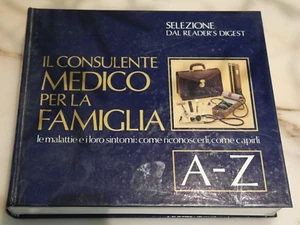 SELEZIONE
DAL READER'S DIGEST
IL CONSULENTE
MEDICO
PER LA
FAMIGLIA
le malattie e i loro sintomi: come riconoscerli, come capirli
A-Z